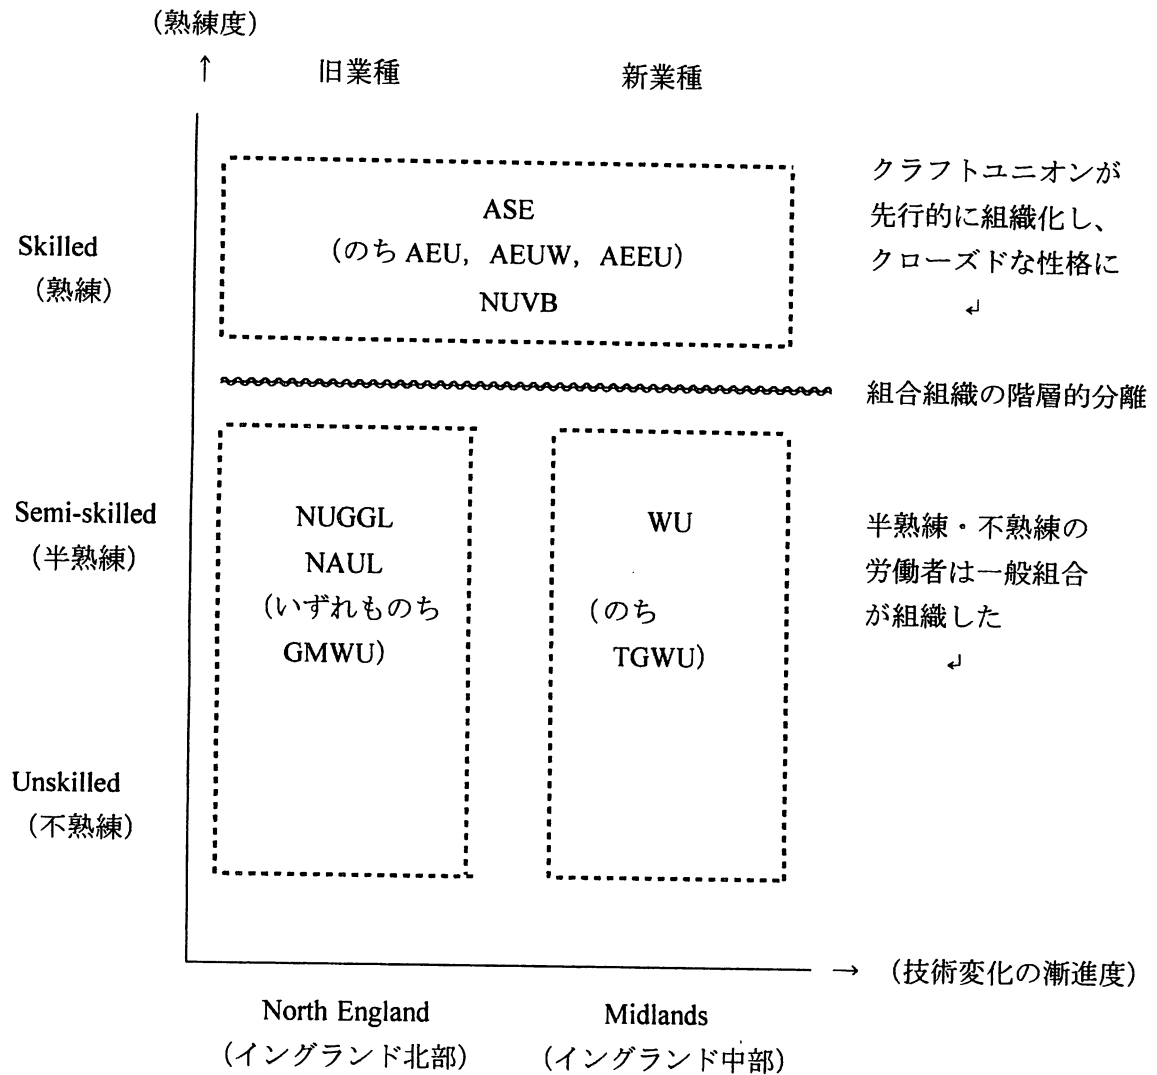 （熟練度）
↑
旧業種
新業種
ASE
（のち AEU，AEUW，AEEU）
NUVB
クラフトユニオンが
先行的に組織化し、
クローズドな性格に
↲
Skilled
（熟練）
組合組織の階層的分離
Semi-skilled
（半熟練）
NUGGL
NAUL
（いずれものち
GMWU）
WU
（のち
TGWU）
半熟練・不熟練の
労働者は一般組合
が組織した
↲
Unskilled
（不熟練）
→ （技術変化の漸進度）
North England
（イングランド北部）
Midlands
（イングランド中部）